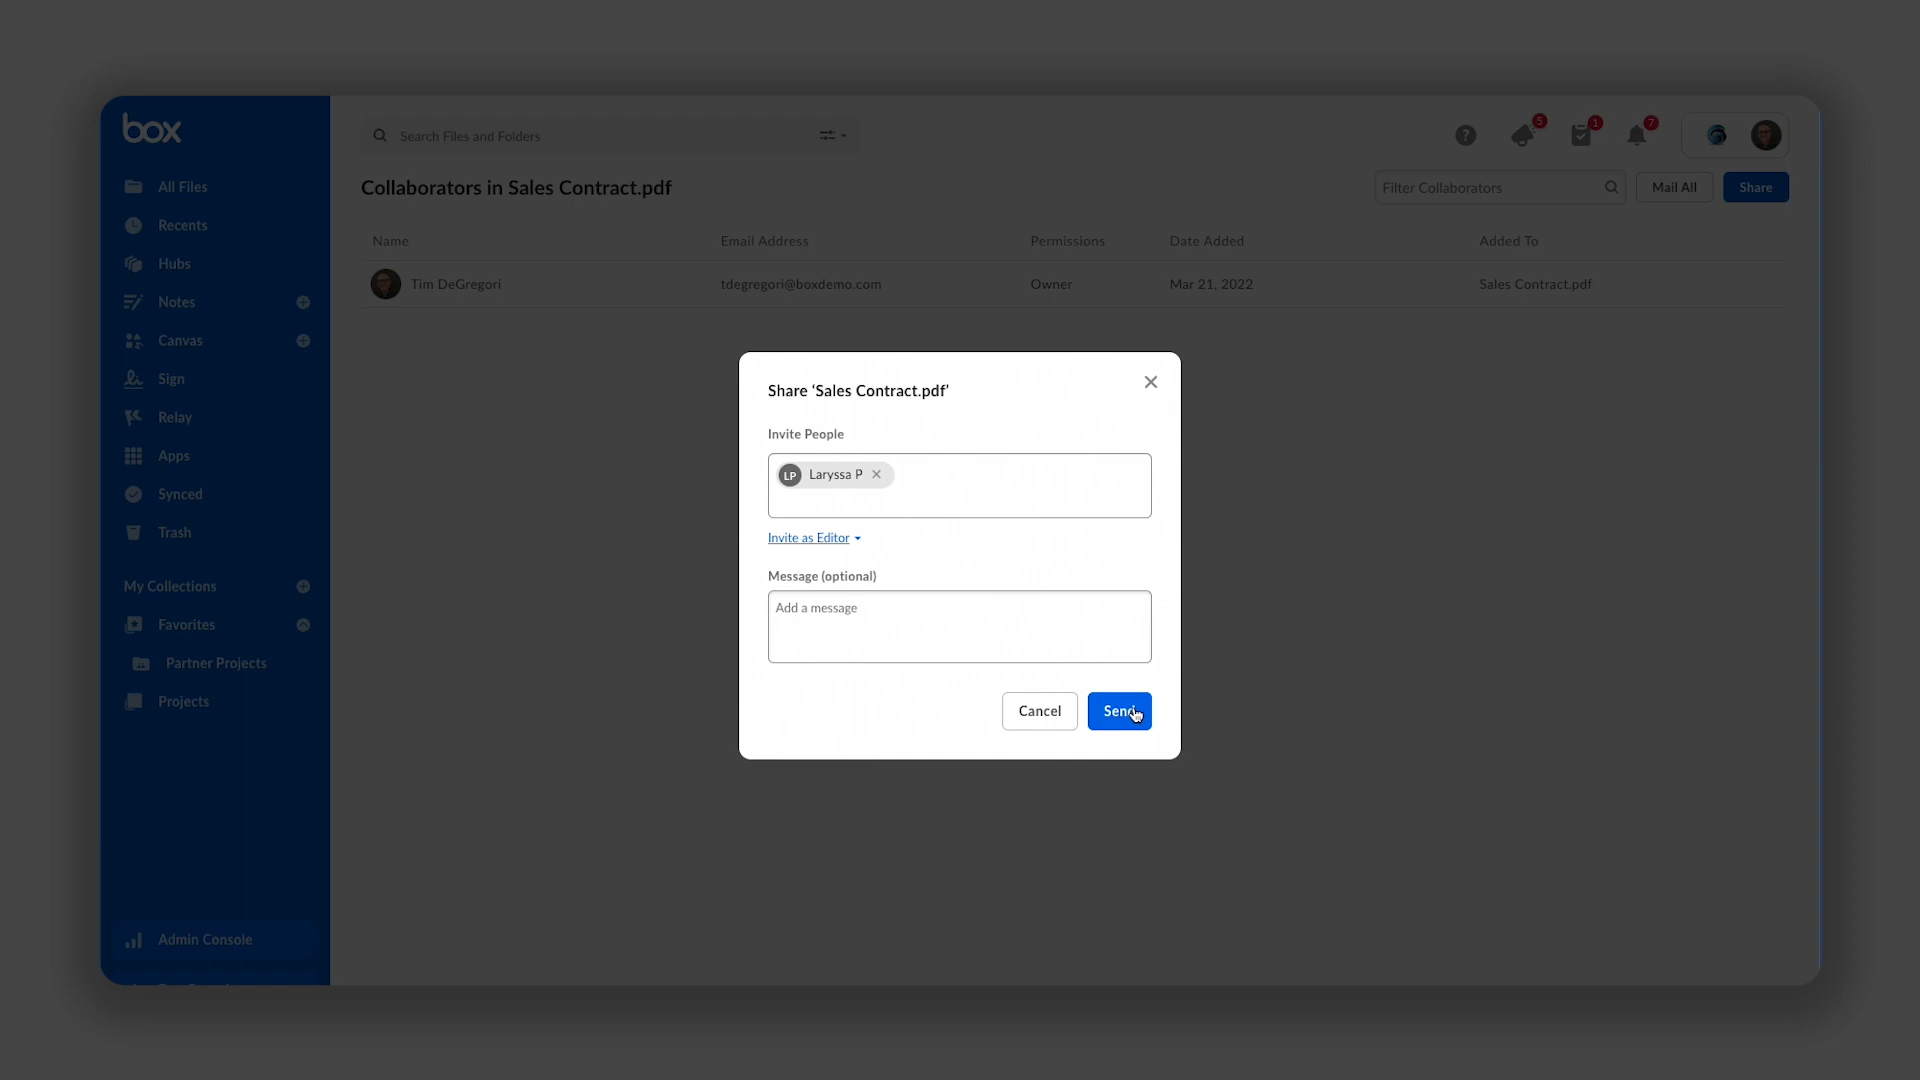 box
Search Files and Folders
5
1
7
All Files
Recents
Hubs
Notes
Canvas
Sign
Relay
Apps
Synced
Trash
My Collections
Favorites
Partner Projects
Projects
Admin Console
Collaborators in Sales Contract.pdf
Filter Collaborators
Mail All
Share
Name Email Address Permissions Date Added Added To
Tim DeGregori tdegregori@boxdemo.com Owner Mar 21, 2022 Sales Contract.pdf
Share ‘Sales Contract.pdf’
Invite People
LP Laryssa P
Invite as Editor
Message (optional)
Add a message
Cancel
Send